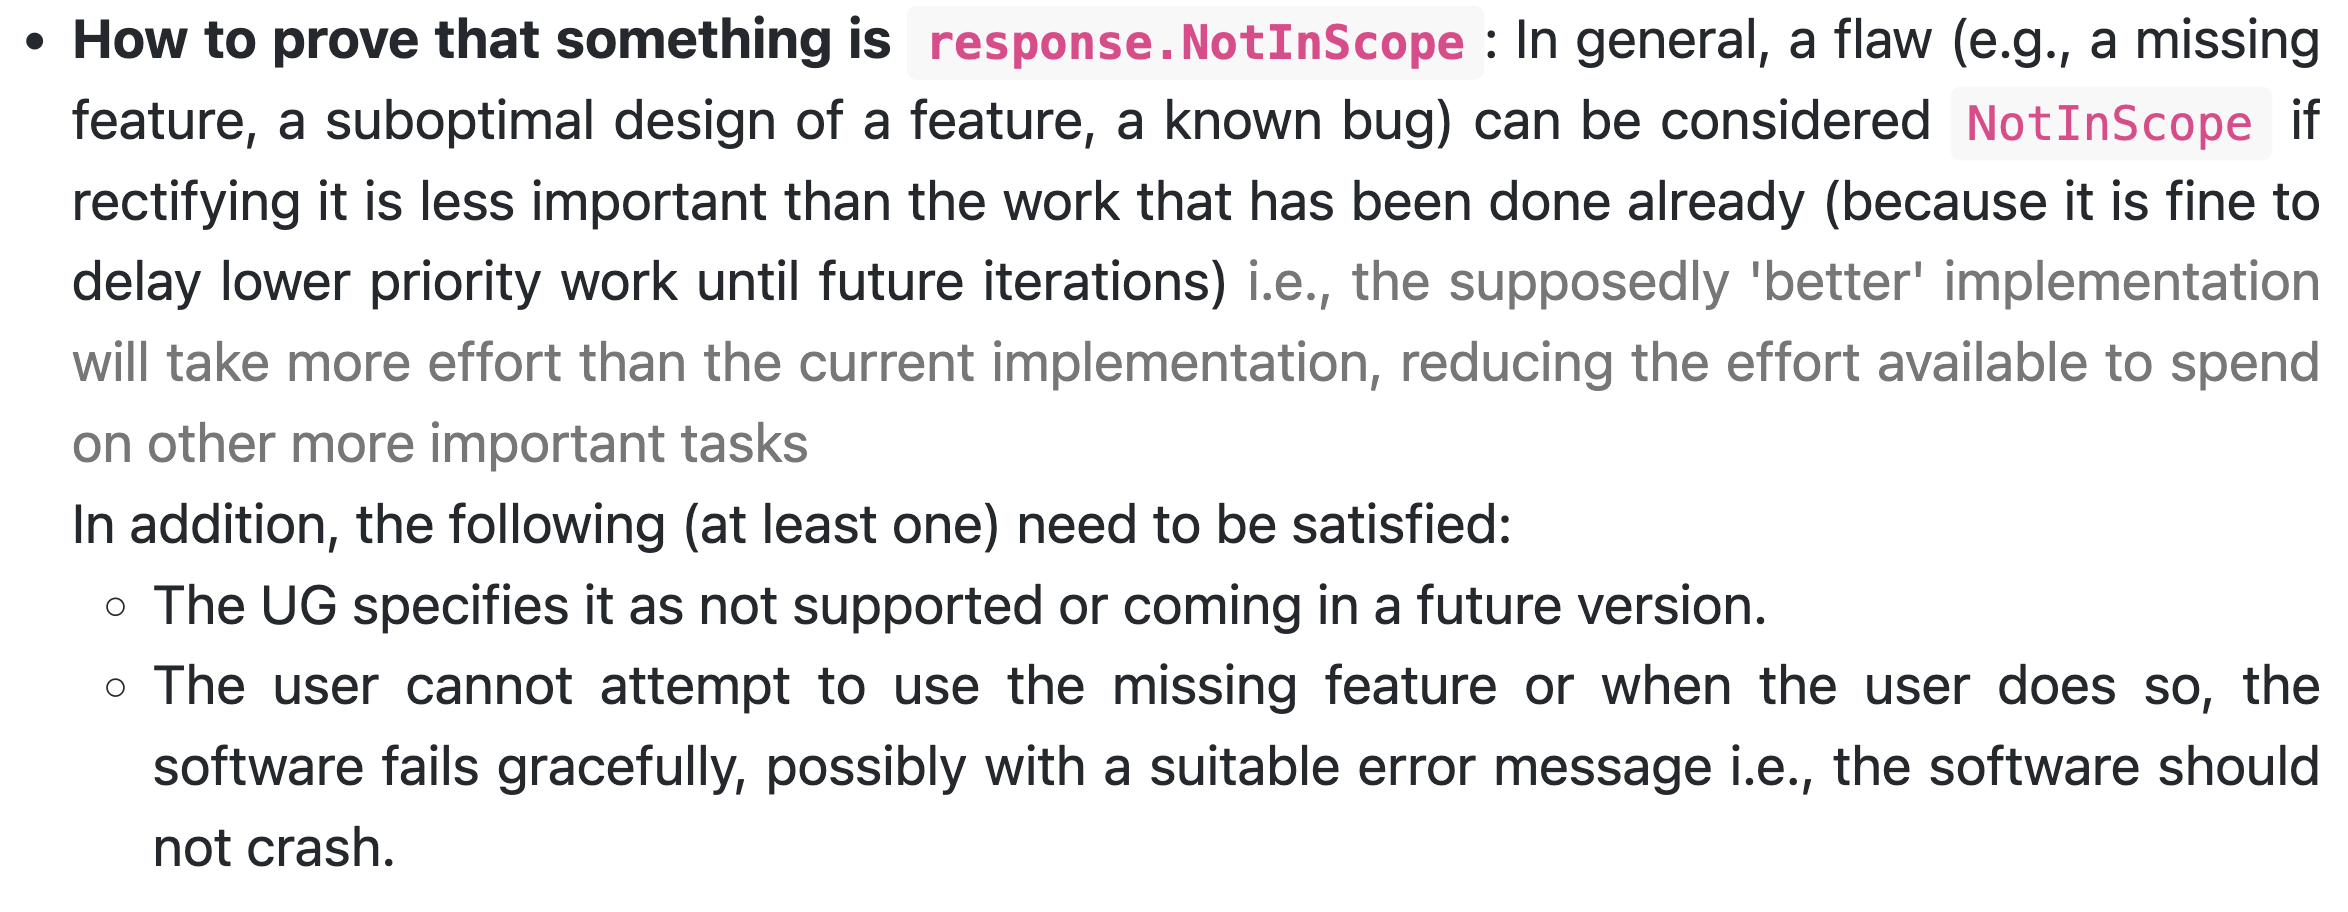 • How to prove that something is response.NotInScope : In general, a flaw (e.g., a missing
feature, a suboptimal design of a feature, a known bug) can be considered NotInScope if
rectifying it is less important than the work that has been done already (because it is fine to
delay lower priority work until future iterations) i.e., the supposedly 'better' implementation
will take more effort than the current implementation, reducing the effort available to spend
on other more important tasks
In addition, the following (at least one) need to be satisfied:
○ The UG specifies it as not supported or coming in a future version.
○ The user cannot attempt to use the missing feature or when the user does so, the
software fails gracefully, possibly with a suitable error message i.e., the software should
not crash.